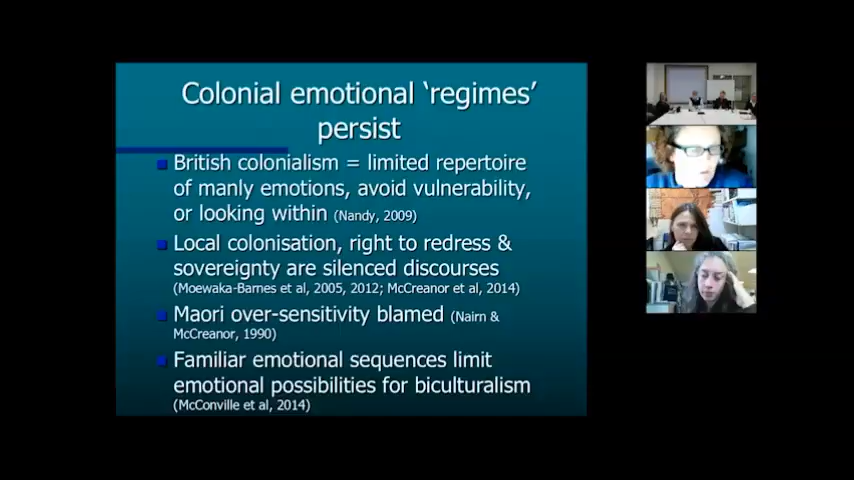 Colonial emotional ‘regimes’
persist
British colonialism = limited repertoire
of manly emotions, avoid vulnerability,
or looking within (Nandy, 2009)
Local colonisation, right to redress &
sovereignty are silenced discourses
(Moewaka-Barnes et al, 2005, 2012; McCreanor et al, 2014)
Maori over-sensitivity blamed (Nairn &
McCreanor, 1990)
Familiar emotional sequences limit
emotional possibilities for biculturalism
(McConville et al, 2014)